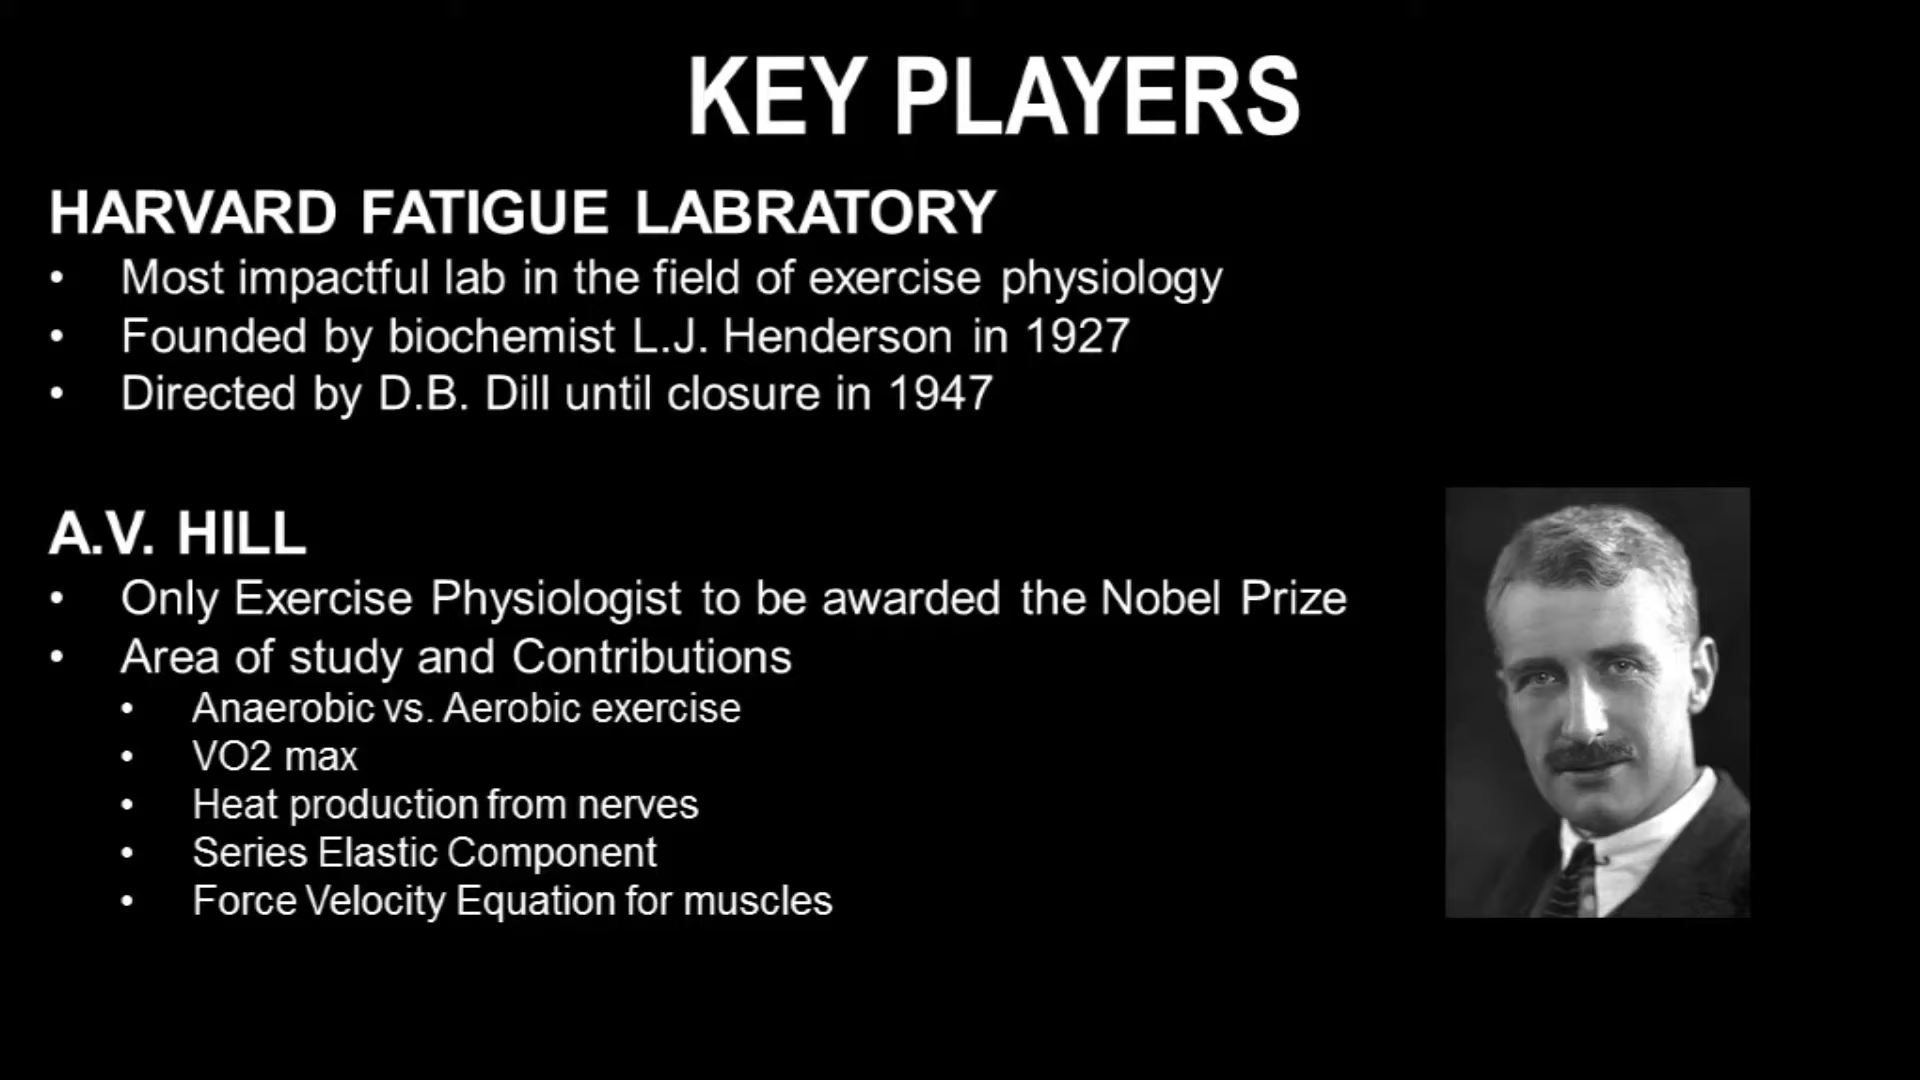 KEY PLAYERS
HARVARD FATIGUE LABRATORY
• Most impactful lab in the field of exercise physiology
• Founded by biochemist L.J. Henderson in 1927
• Directed by D.B. Dill until closure in 1947
A.V. HILL
• Only Exercise Physiologist to be awarded the Nobel Prize
• Area of study and Contributions
• Anaerobic vs. Aerobic exercise
• VO2 max
• Heat production from nerves
• Series Elastic Component
• Force Velocity Equation for muscles